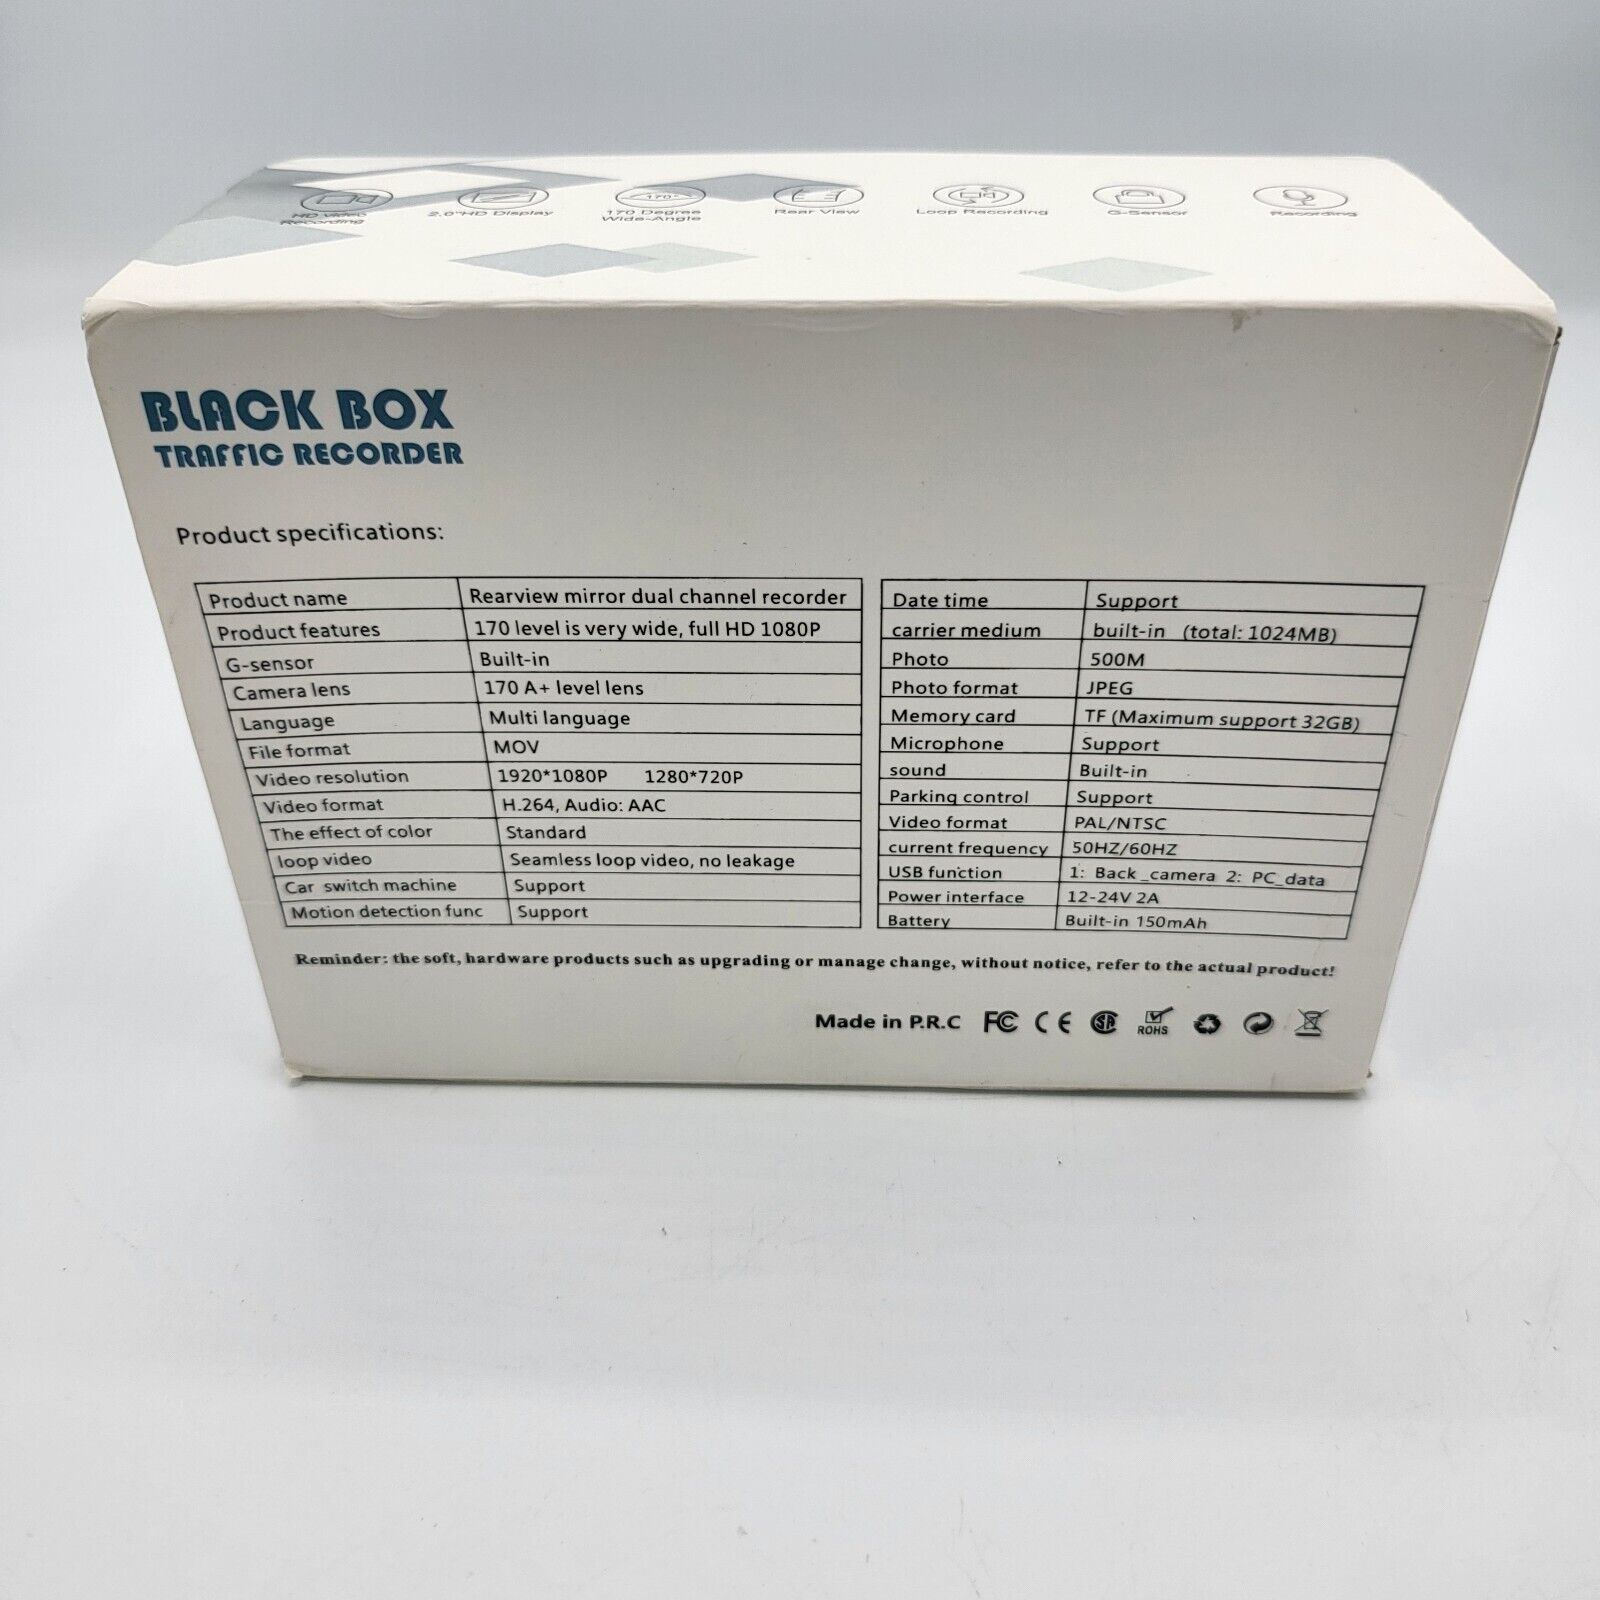 HD Video Recording
2.0"HD Display
170°
170 Degree Wide-Angle
Rear View
Loop Recording
G-Sensor
Recording
BLACK BOX
TRAFFIC RECORDER
Product specifications:
Product name Rearview mirror dual channel recorder
Product features 170 level is very wide, full HD 1080P
G-sensor Built-in
Camera lens 170 A+ level lens
Language Multi language
File format MOV
Video resolution 1920*1080P 1280*720P
Video format H.264, Audio: AAC
The effect of color Standard
loop video Seamless loop video, no leakage
Car switch machine Support
Motion detection func Support
Date time Support
carrier medium built-in (total: 1024MB)
Photo 500M
Photo format JPEG
Memory card TF (Maximum support 32GB)
Microphone Support
sound Built-in
Parking control Support
Video format PAL/NTSC
current frequency 50HZ/60HZ
USB function 1: Back_camera 2: PC_data
Power interface 12-24V 2A
Battery Built-in 150mAh
Reminder: the soft, hardware products such as upgrading or manage change, without notice, refer to the actual product!
Made in P.R.C FC CE SA ROHS